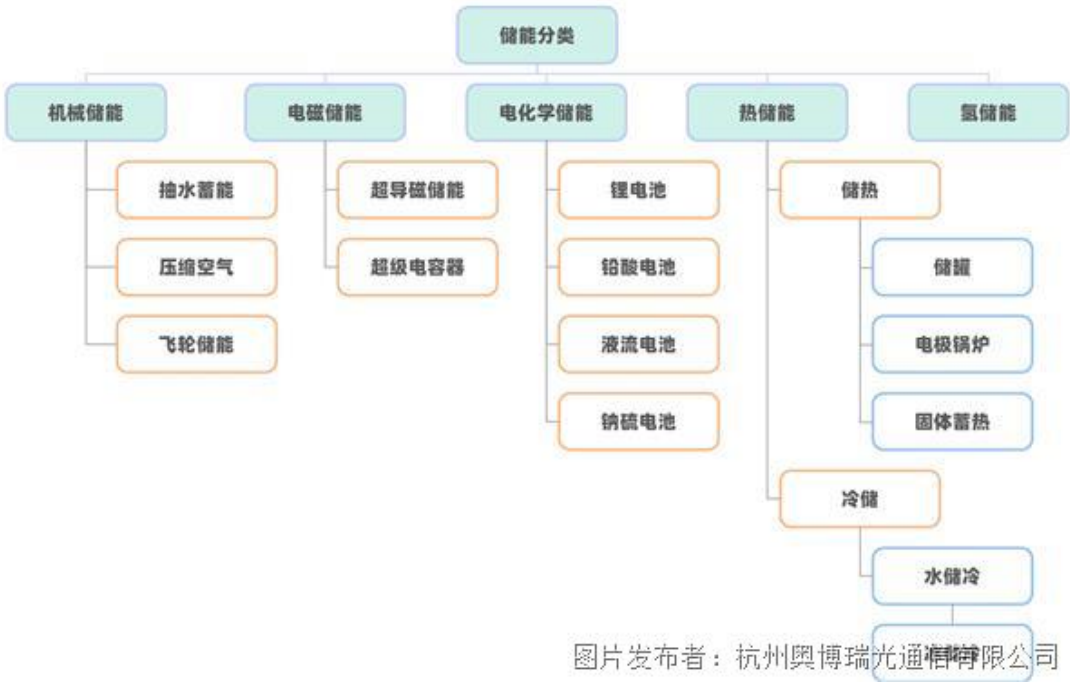 储能分类
机械储能
电磁储能
电化学储能
热储能
氢储能
抽水蓄能
超导磁储能
锂电池
储热
压缩空气
超级电容器
铅酸电池
储罐
飞轮储能
液流电池
电极锅炉
钠硫电池
固体蓄热
冷储
水储冷
图片发布者：杭州奥博瑞光通信有限公司